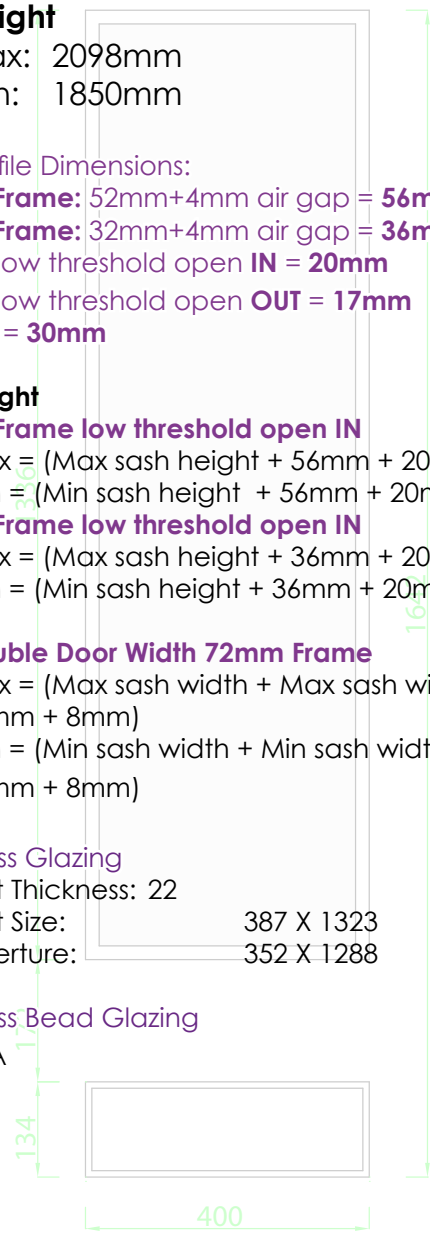 ight
ax: 2098mm
n: 1850mm
file Dimensions:
Frame: 52mm+4mm air gap = 56m
Frame: 32mm+4mm air gap = 36m
ow threshold open IN = 20mm
ow threshold open OUT = 17mm
= 30mm
ght
Frame low threshold open IN
x = (Max sash height + 56mm + 20
= (Min sash height + 56mm + 20m
Frame low threshold open IN
x = (Max sash height + 36mm + 20
= (Min sash height + 36mm + 20m
uble Door Width 72mm Frame
x = (Max sash width + Max sash wi
mm + 8mm)
= (Min sash width + Min sash widt
mm + 8mm)
ss Glazing
t Thickness: 22
t Size: 387 X 1323
erture: 352 X 1288
ss Bead Glazing
A
134
400